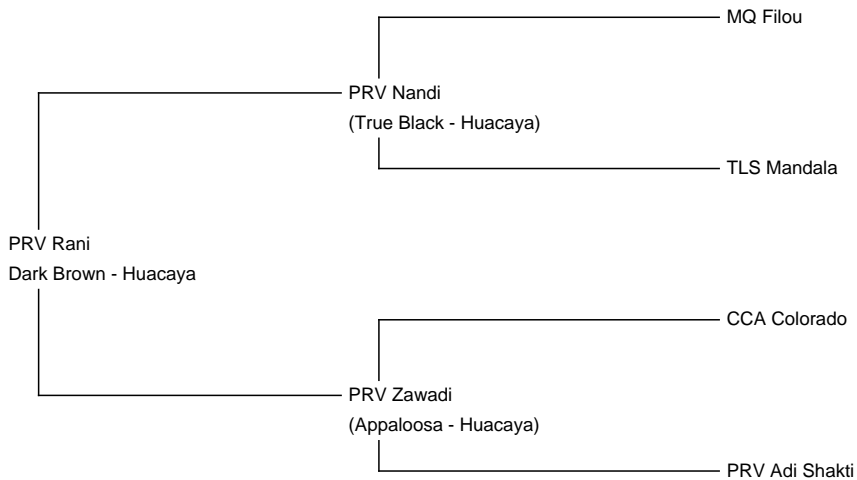 MQ Filou
PRV Nandi
(True Black - Huacaya)
TLS Mandala
PRV Rani
Dark Brown - Huacaya
CCA Colorado
PRV Zawadi
(Appaloosa - Huacaya)
PRV Adi Shakti